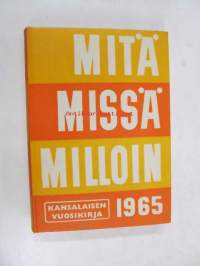 MITÄ
MISSÄ
MILLOIN
KANSALAISEN VUOSIKIRJA 1965